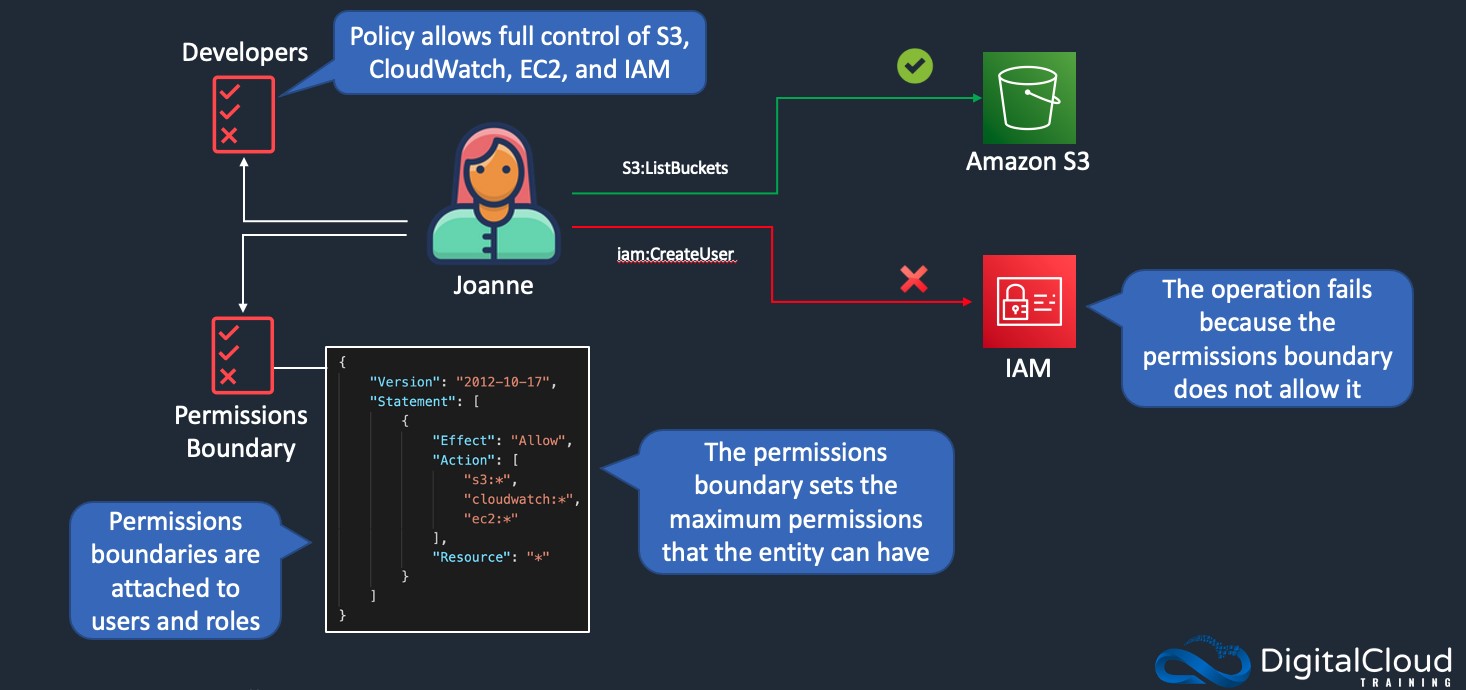 Developers
Policy allows full control of S3,
CloudWatch, EC2, and IAM
S3:ListBuckets
Amazon S3
iam:CreateUser
Joanne
IAM
The operation fails
because the
permissions boundary
does not allow it
Permissions
Boundary
{
"Version": "2012-10-17",
"Statement": [
{
"Effect": "Allow",
"Action": [
"s3:*",
"cloudwatch:*",
"ec2:*"
],
"Resource": "*"
}
]
}
The permissions
boundary sets the
maximum permissions
that the entity can have
Permissions
boundaries are
attached to
users and roles
DigitalCloud
TRAINING